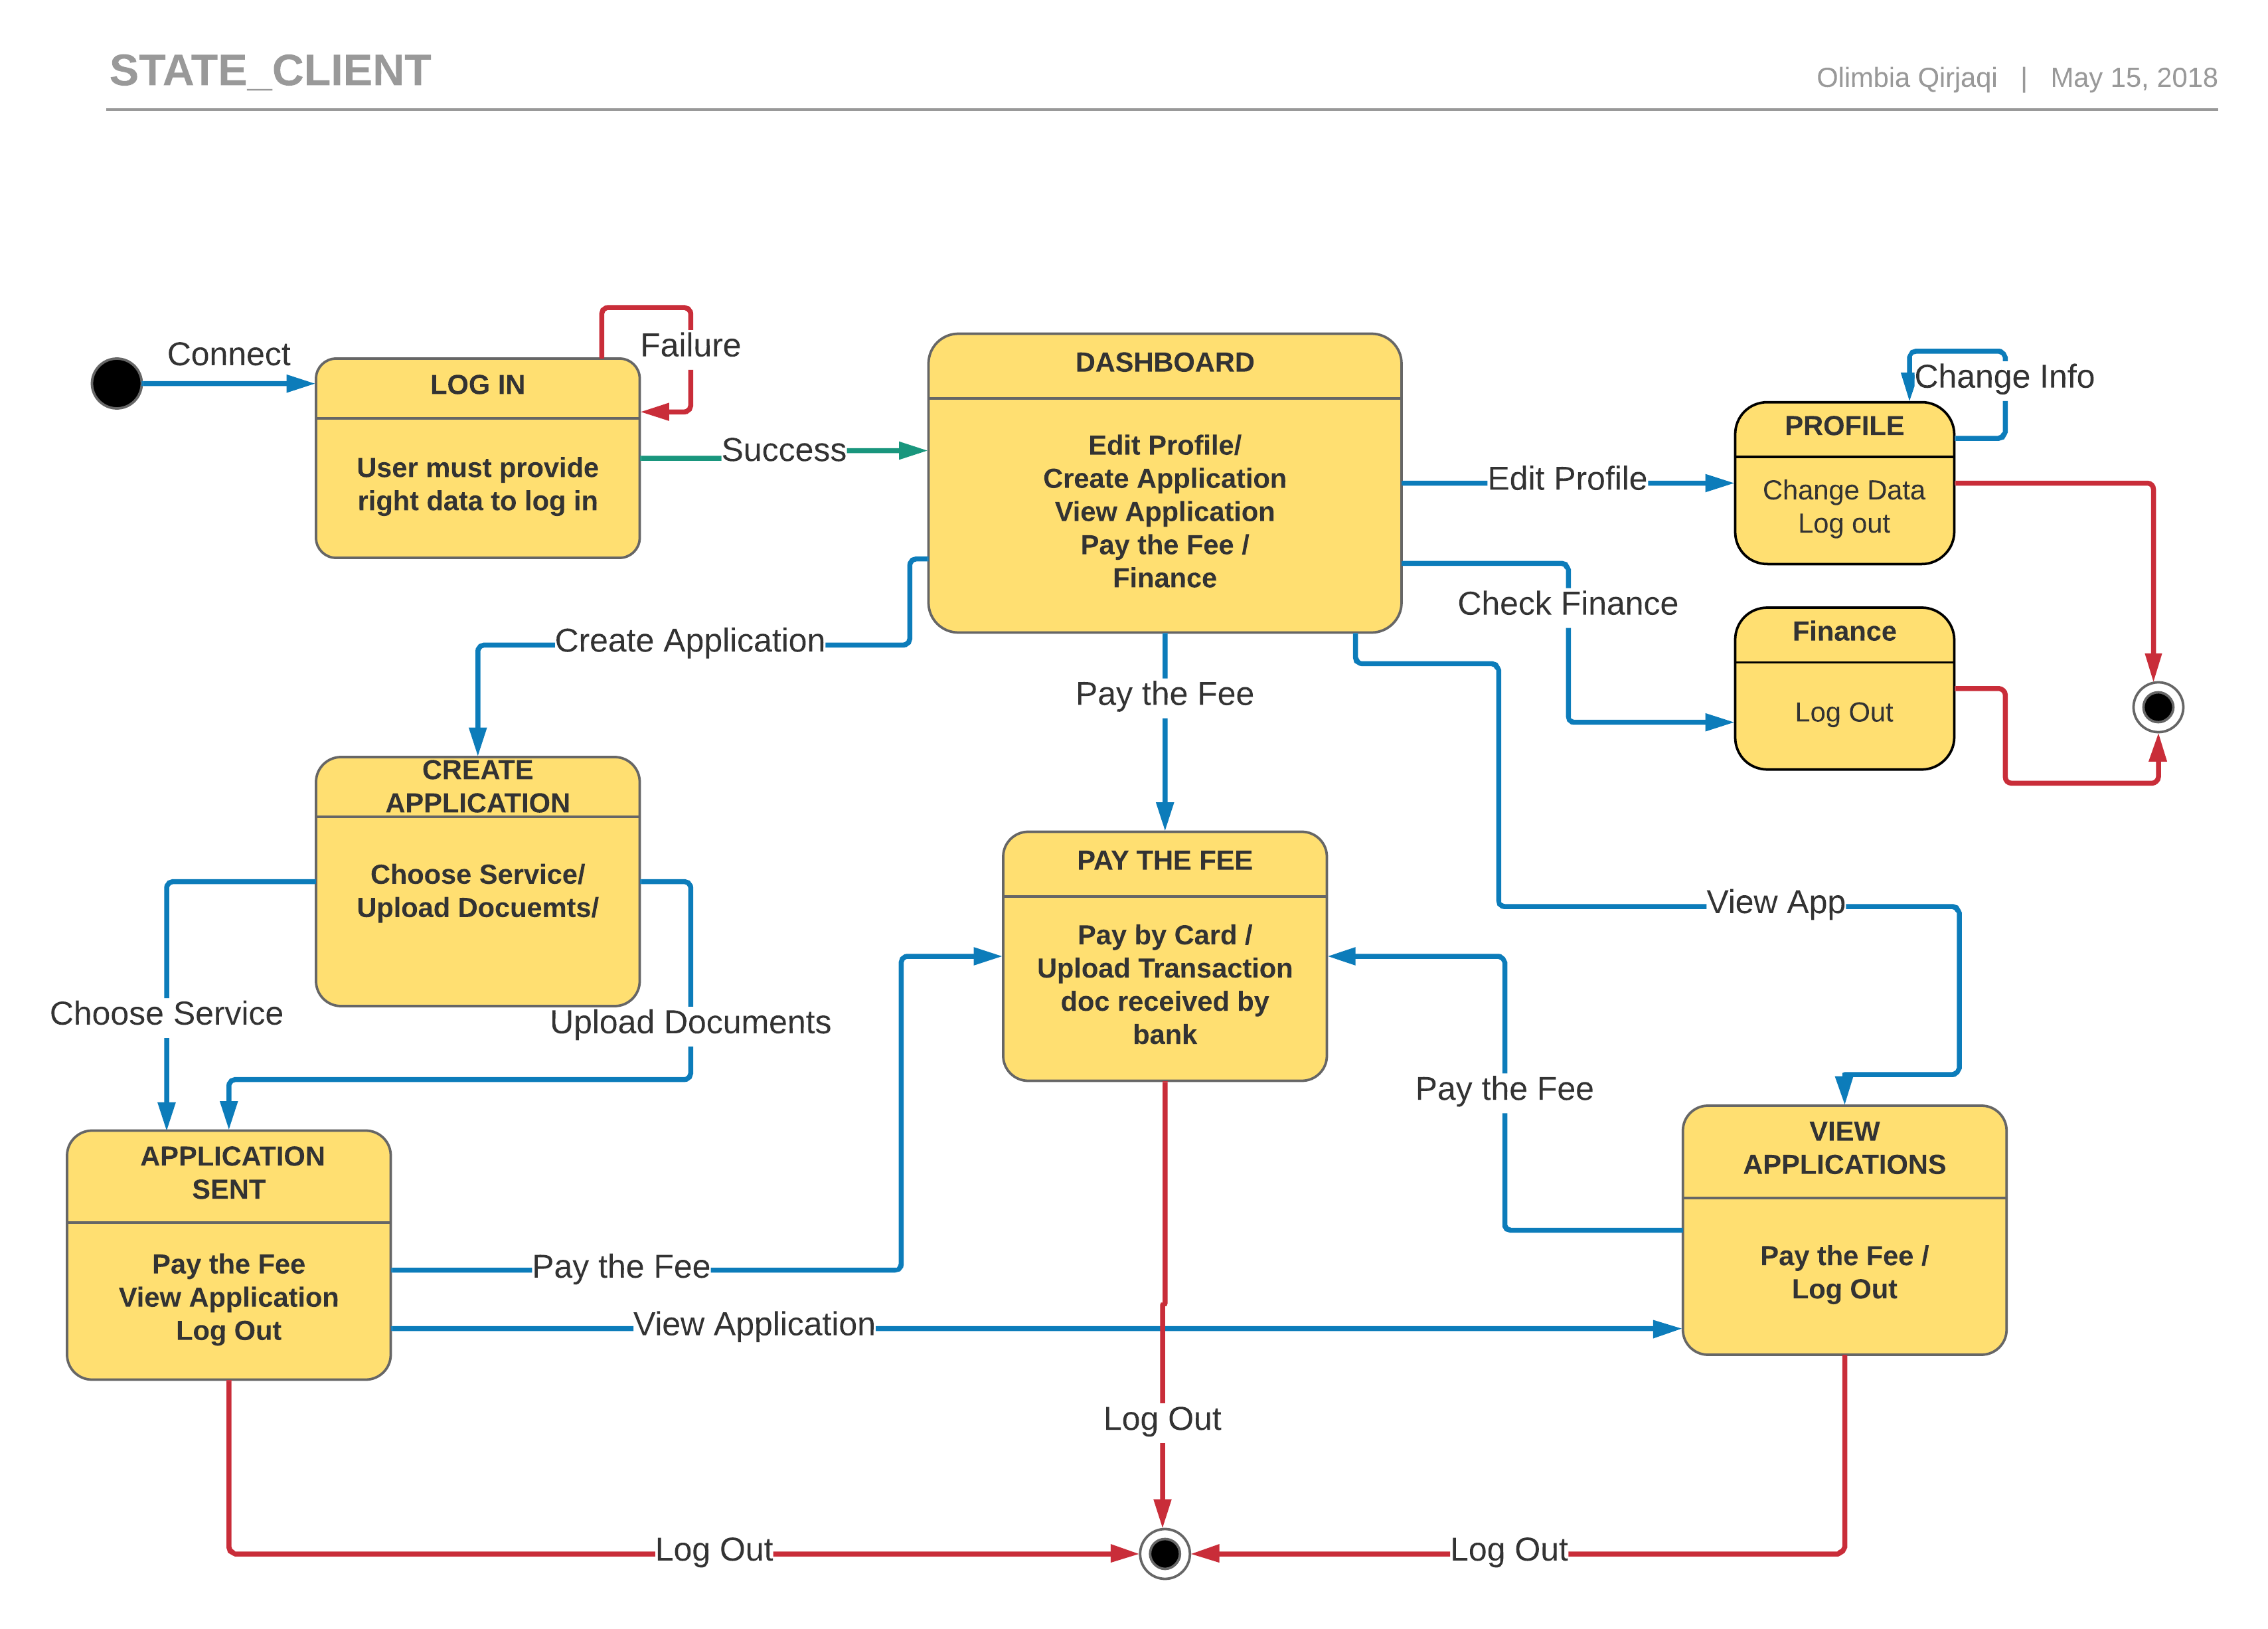 STATE_CLIENT
Olimbia Qirjaqi | May 15, 2018
Connect
Failure
LOG IN
User must provide
right data to log in
Success
DASHBOARD
Edit Profile/
Create Application
View Application
Pay the Fee /
Finance
Edit Profile
Change Info
PROFILE
Change Data
Log out
Check Finance
Finance
Log Out
Create Application
Pay the Fee
CREATE
APPLICATION
Choose Service/
Upload Docuemts/
PAY THE FEE
Pay by Card /
Upload Transaction
doc received by
bank
View App
Choose Service
Upload Documents
Pay the Fee
APPLICATION
SENT
Pay the Fee
View Application
Log Out
VIEW
APPLICATIONS
Pay the Fee /
Log Out
Pay the Fee
View Application
Log Out
Log Out
Log Out